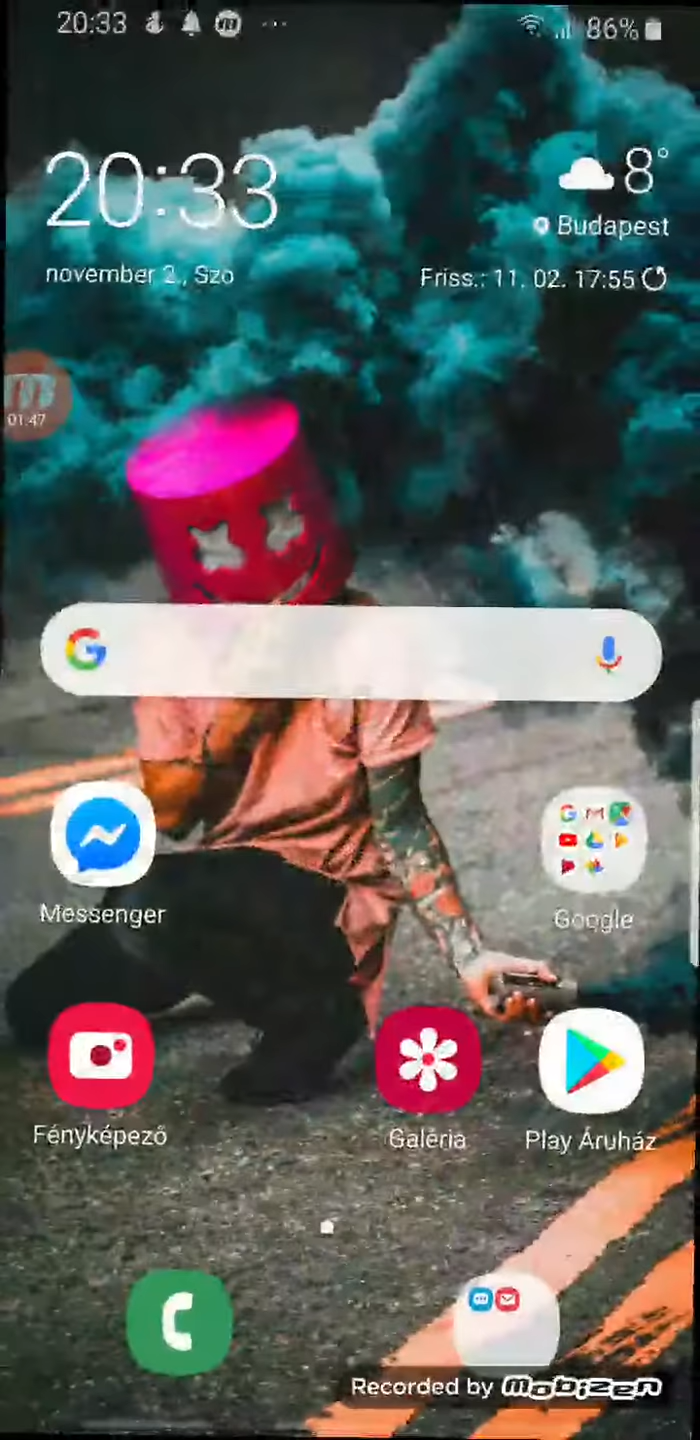 20:33
86%
20:33
8°
Budapest
november 2., Szo
Friss.: 11. 02. 17:55
01:47
Messenger
Google
Fényképező
Galéria
Play Áruház
Recorded by mobizen